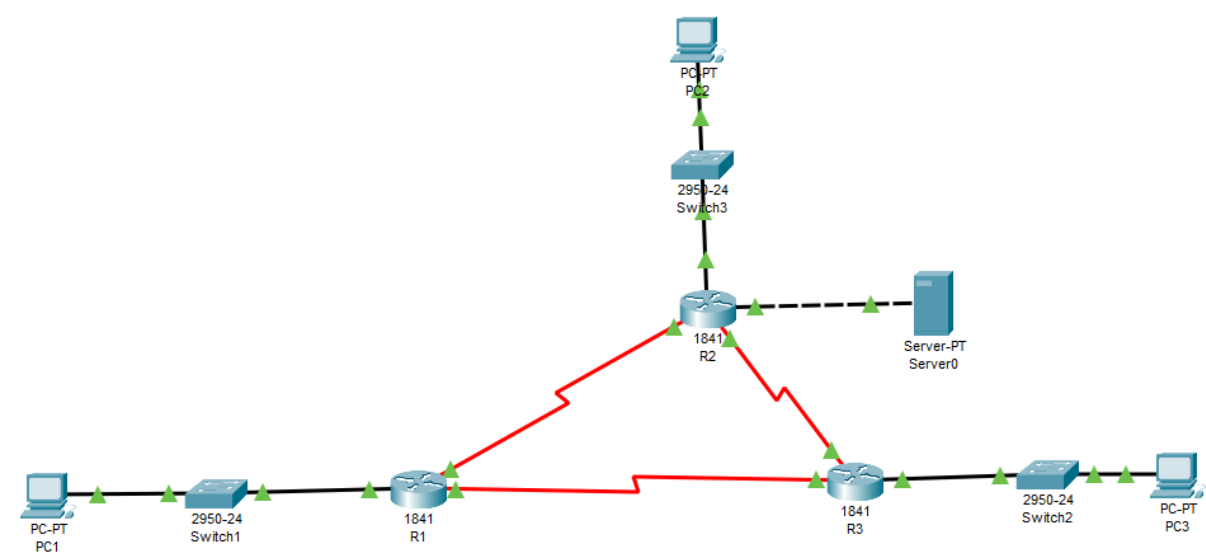 PC-PT
PC2
2950-24
Switch3
1841
R2
Server-PT
Server0
PC-PT
PC1
2950-24
Switch1
1841
R1
1841
R3
2950-24
Switch2
PC-PT
PC3